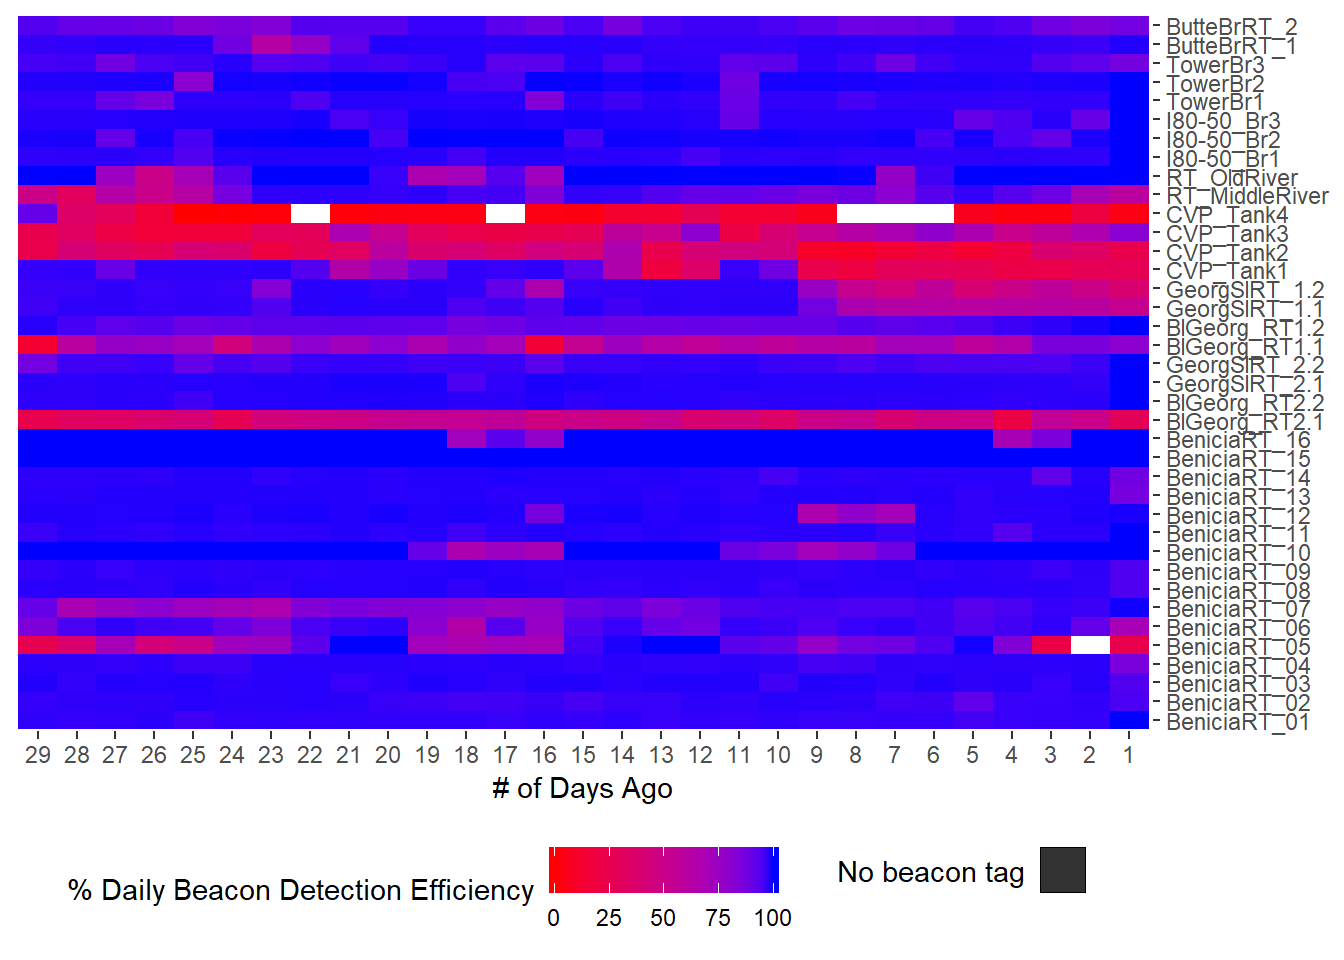 ButteBrRT_2
ButteBrRT_1
TowerBr3
TowerBr2
TowerBr1
I80-50_Br3
I80-50_Br2
I80-50_Br1
RT_OldRiver
RT_MiddleRiver
CVP_Tank4
CVP_Tank3
CVP_Tank2
CVP_Tank1
GeorgSlRT_1.2
GeorgSlRT_1.1
BlGeorg_RT1.2
BlGeorg_RT1.1
GeorgSlRT_2.2
GeorgSlRT_2.1
BlGeorg_RT2.2
BlGeorg_RT2.1
BeniciaRT_16
BeniciaRT_15
BeniciaRT_14
BeniciaRT_13
BeniciaRT_12
BeniciaRT_11
BeniciaRT_10
BeniciaRT_09
BeniciaRT_08
BeniciaRT_07
BeniciaRT_06
BeniciaRT_05
BeniciaRT_04
BeniciaRT_03
BeniciaRT_02
BeniciaRT_01
29 28 27 26 25 24 23 22 21 20 19 18 17 16 15 14 13 12 11 10 9 8 7 6 5 4 3 2 1
# of Days Ago
% Daily Beacon Detection Efficiency
0 25 50 75 100
No beacon tag